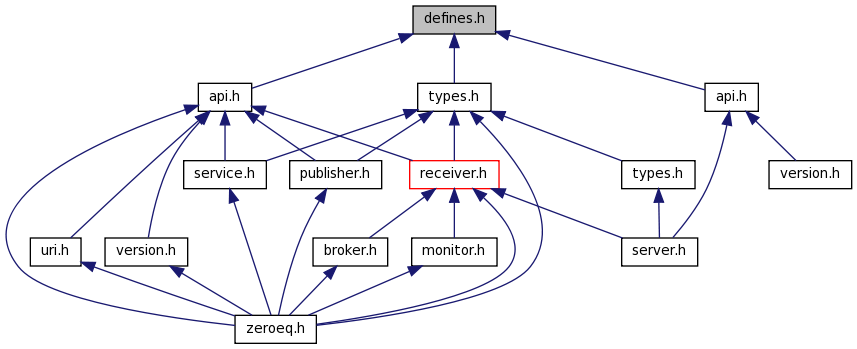 defines.h
api.h
types.h
api.h
service.h
publisher.h
receiver.h
types.h
version.h
uri.h
version.h
broker.h
monitor.h
server.h
zeroeq.h